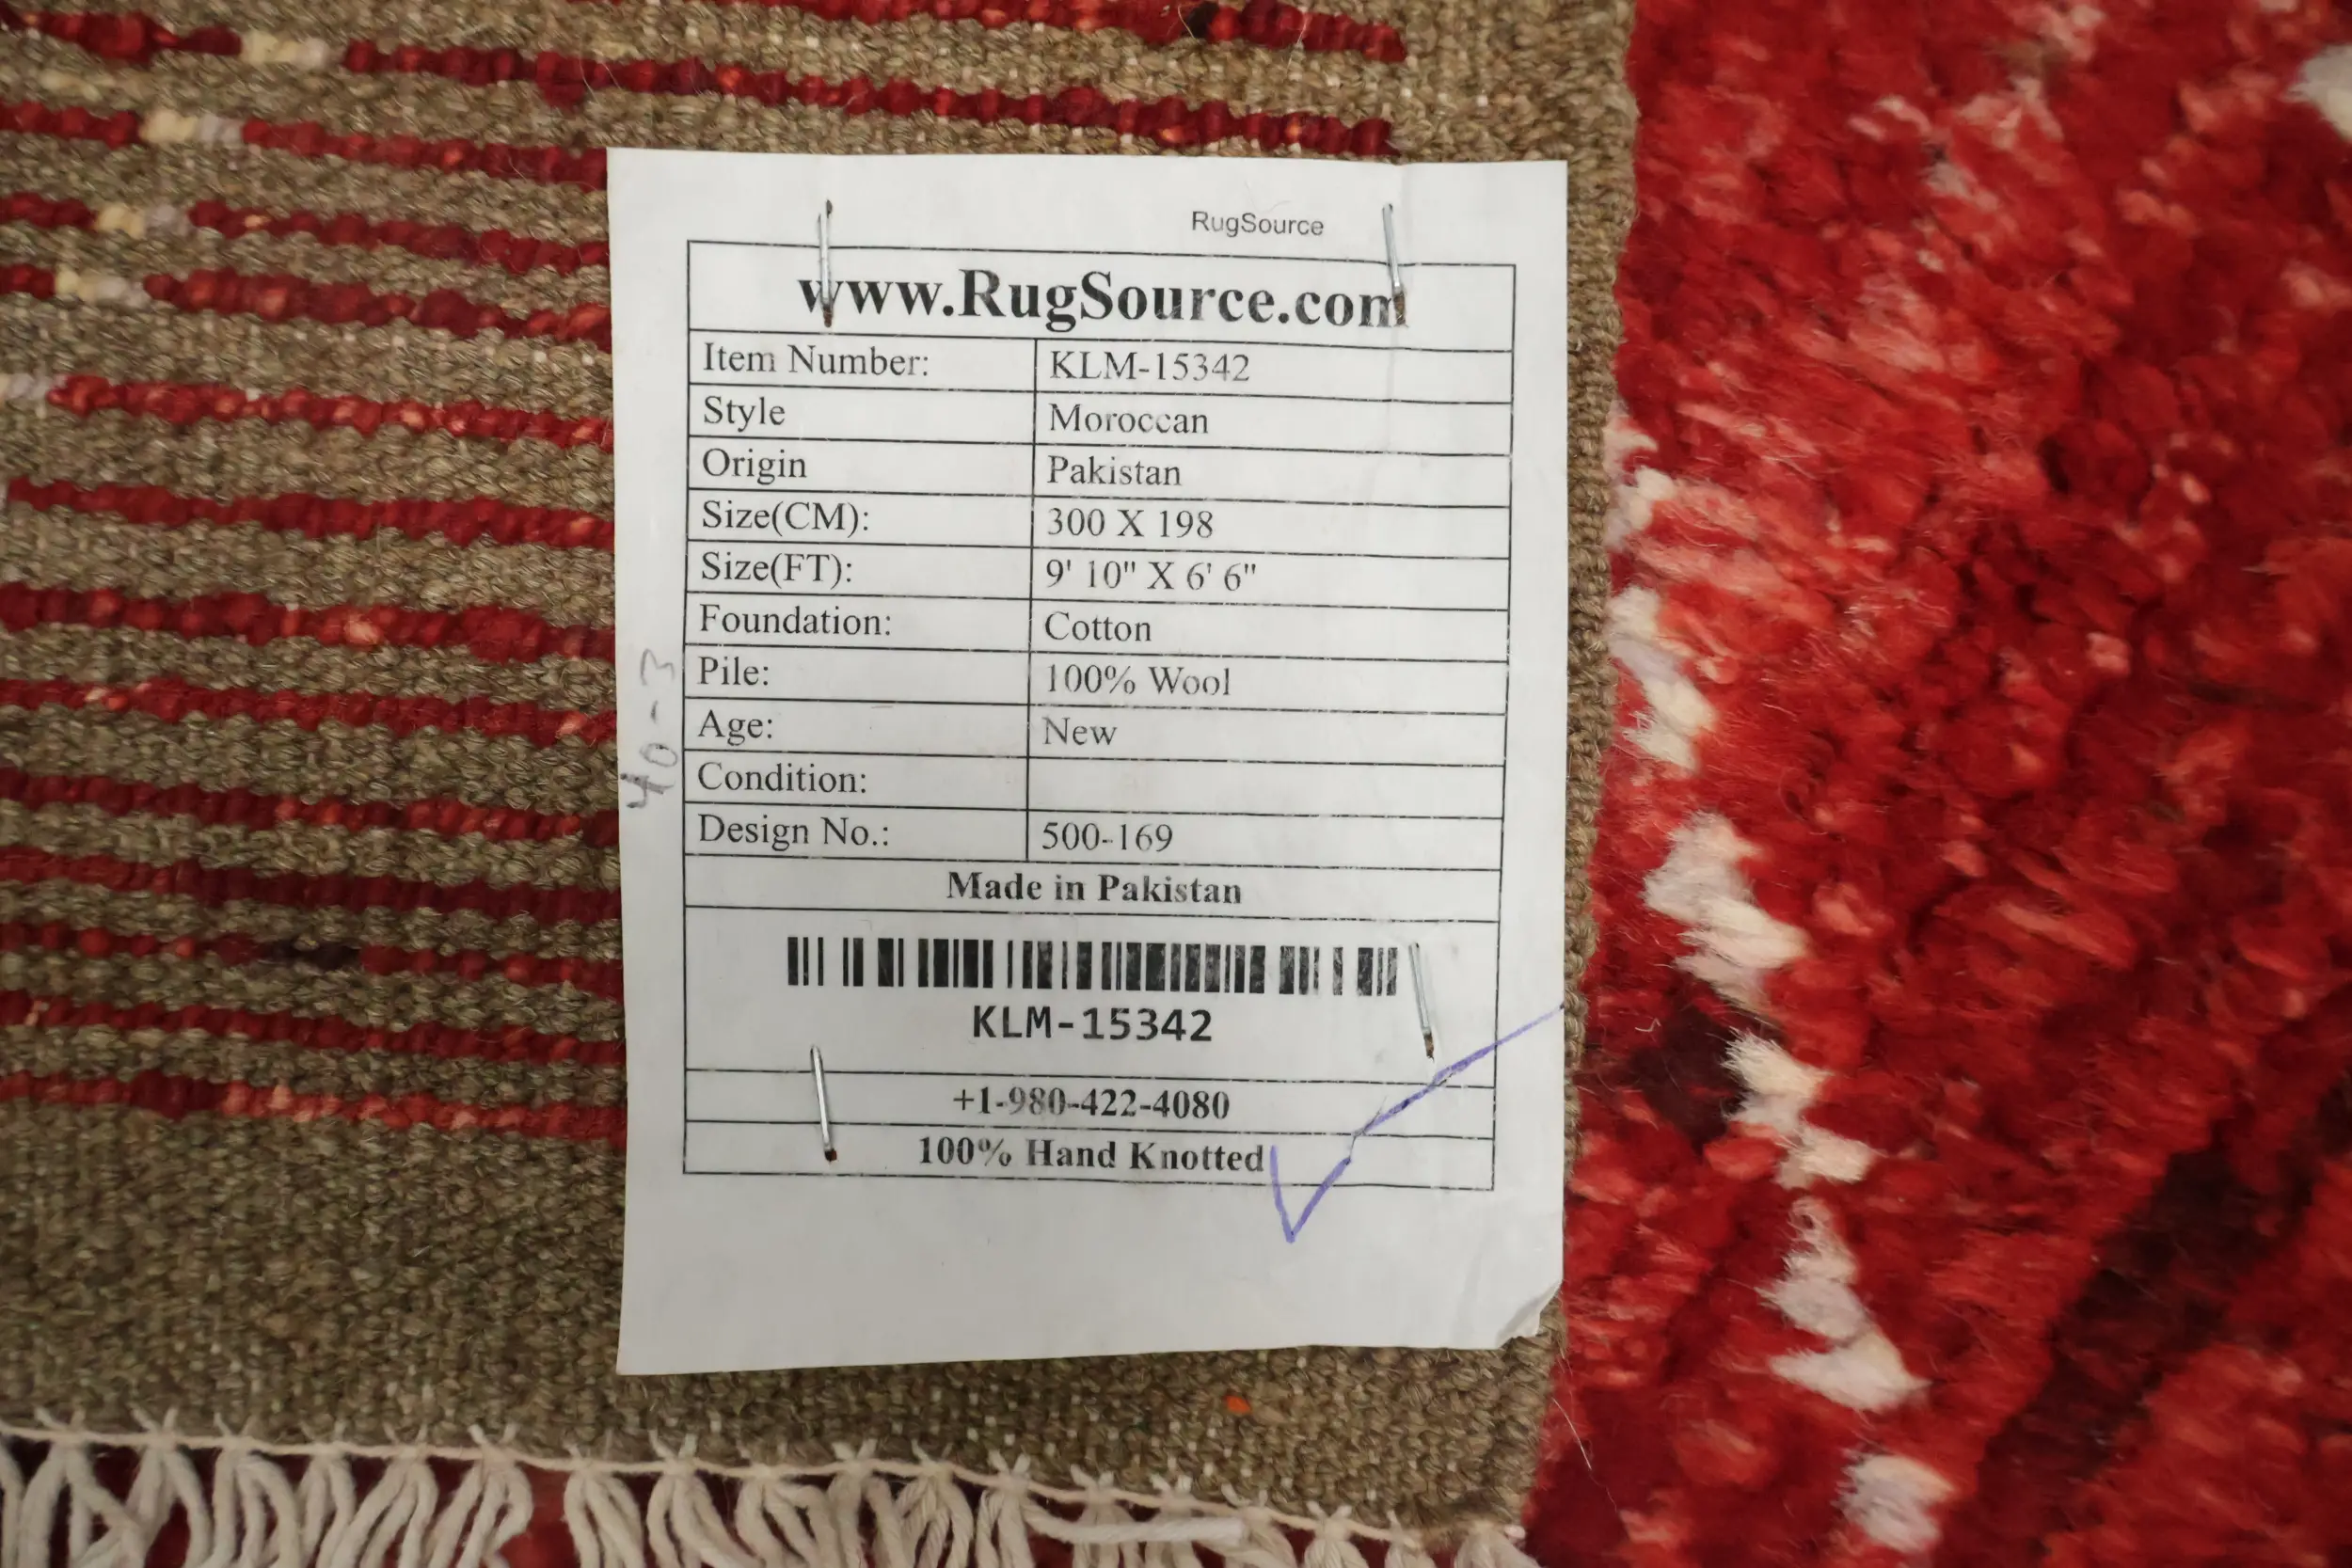 RugSource
www.RugSource.com
Item Number: KLM-15342
Style Moroccan
Origin Pakistan
Size(CM): 300 X 198
Size(FT): 9' 10" X 6' 6"
Foundation: Cotton
Pile: 100% Wool
Age: New
Condition:
Design No.: 500-169
Made in Pakistan
KLM-15342
+1-980-422-4080
100% Hand Knotted
40-3